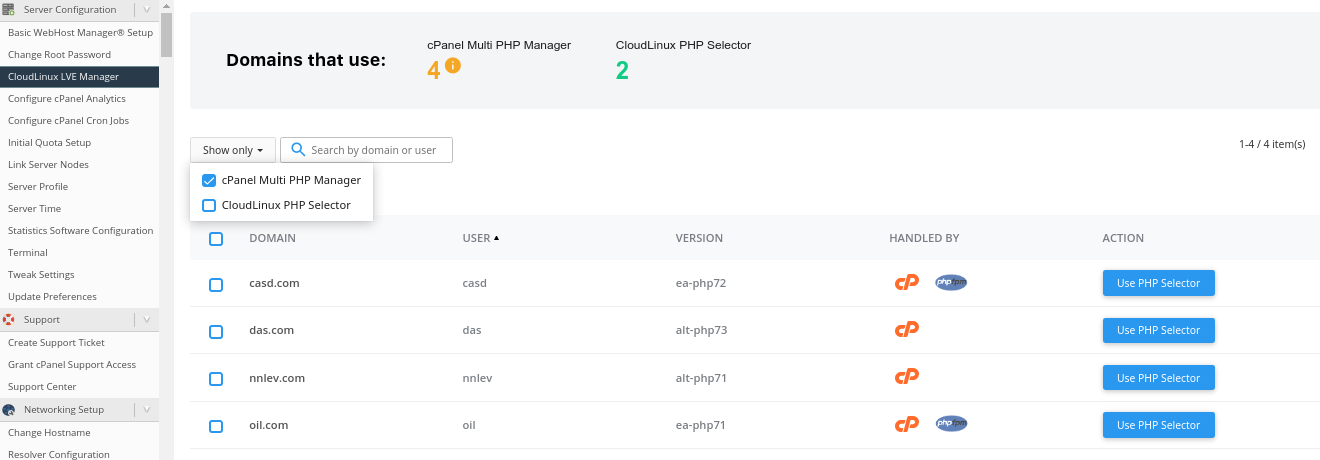 Server Configuration
Basic WebHost Manager® Setup
Change Root Password
CloudLinux LVE Manager
Configure cPanel Analytics
Configure cPanel Cron Jobs
Initial Quota Setup
Link Server Nodes
Server Profile
Server Time
Statistics Software Configuration
Terminal
Tweak Settings
Update Preferences
Support
Create Support Ticket
Grant cPanel Support Access
Support Center
Networking Setup
Change Hostname
Resolver Configuration
Domains that use:
cPanel Multi PHP Manager
4
CloudLinux PHP Selector
2
Show only
Search by domain or user
1-4 / 4 item(s)
cPanel Multi PHP Manager
CloudLinux PHP Selector
DOMAIN USER VERSION HANDLED BY ACTION
casd.com casd ea-php72 cP php fpm Use PHP Selector
das.com das alt-php73 cP Use PHP Selector
nnlev.com nnlev alt-php71 cP Use PHP Selector
oil.com oil ea-php71 cP php fpm Use PHP Selector